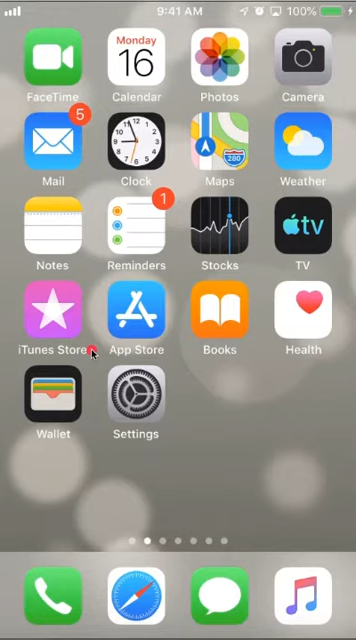 9:41 AM 100%
Monday
16
FaceTime Calendar Photos Camera
5
280
Mail Clock Maps Weather
1
tv
Notes Reminders Stocks TV
iTunes Store App Store Books Health
Wallet Settings